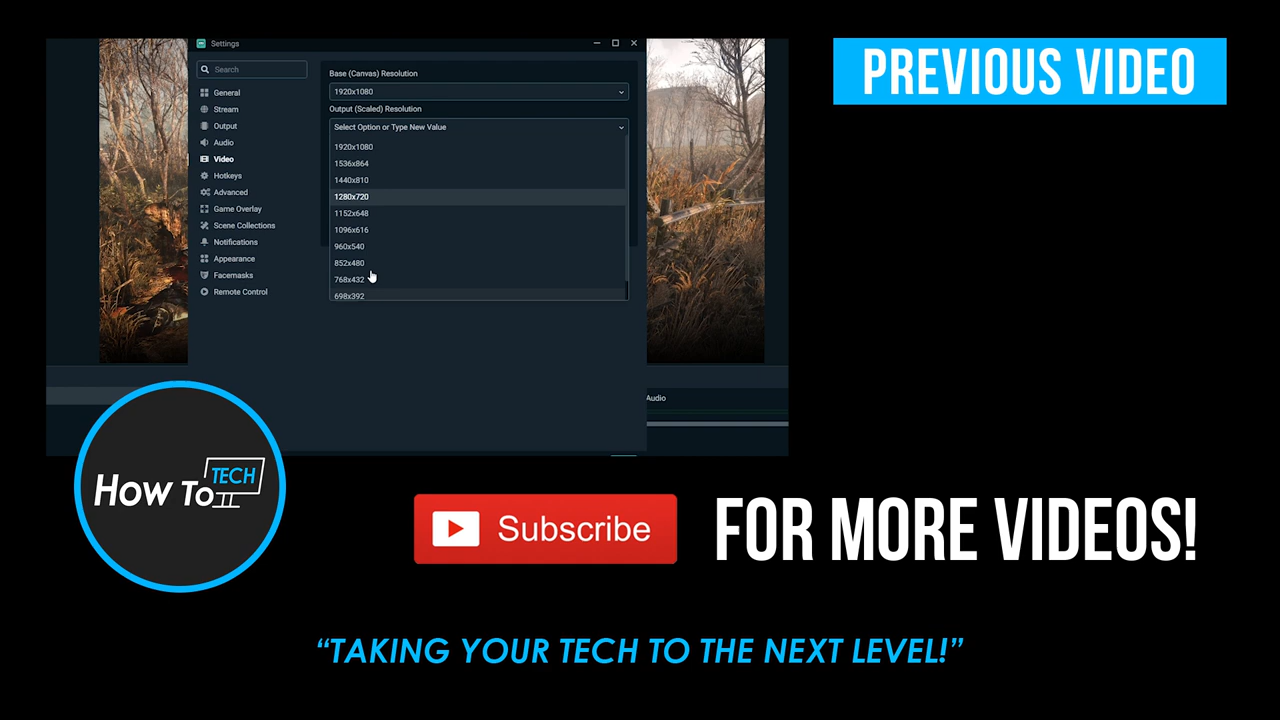 Settings
Search
General
Stream
Output
Audio
Video
Hotkeys
Advanced
Game Overlay
Scene Collections
Notifications
Appearance
Facemasks
Remote Control
Base (Canvas) Resolution
1920x1080
Output (Scaled) Resolution
Select Option or Type New Value
1920x1080
1536x864
1440x810
1280x720
1152x648
1096x616
960x540
852x480
768x432
698x392
Audio
PREVIOUS VIDEO
How To TECH
Subscribe
FOR MORE VIDEOS!
“TAKING YOUR TECH TO THE NEXT LEVEL!”